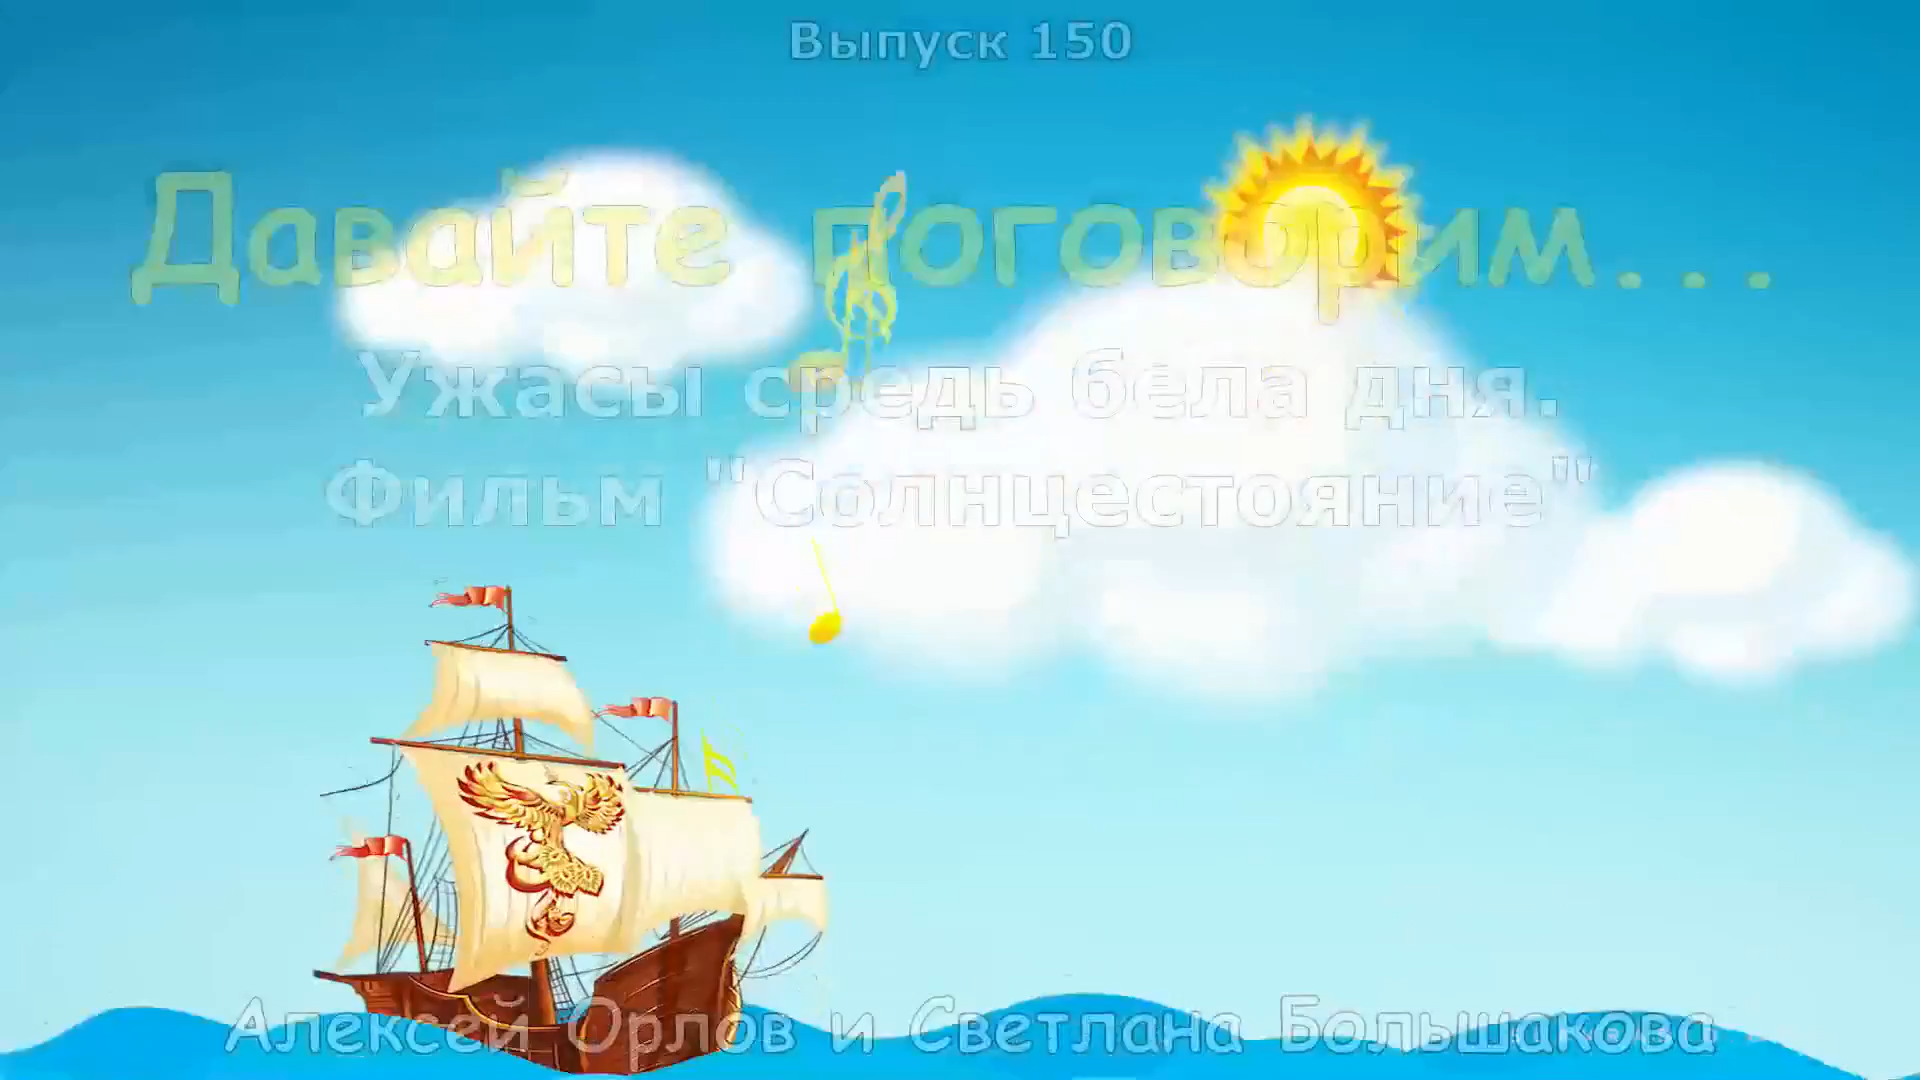 Выпуск 150
Давайте поговорим...
Ужасы средь бела дня.
Фильм "Солнцестояние"
Алексей Орлов и Светлана Большакова